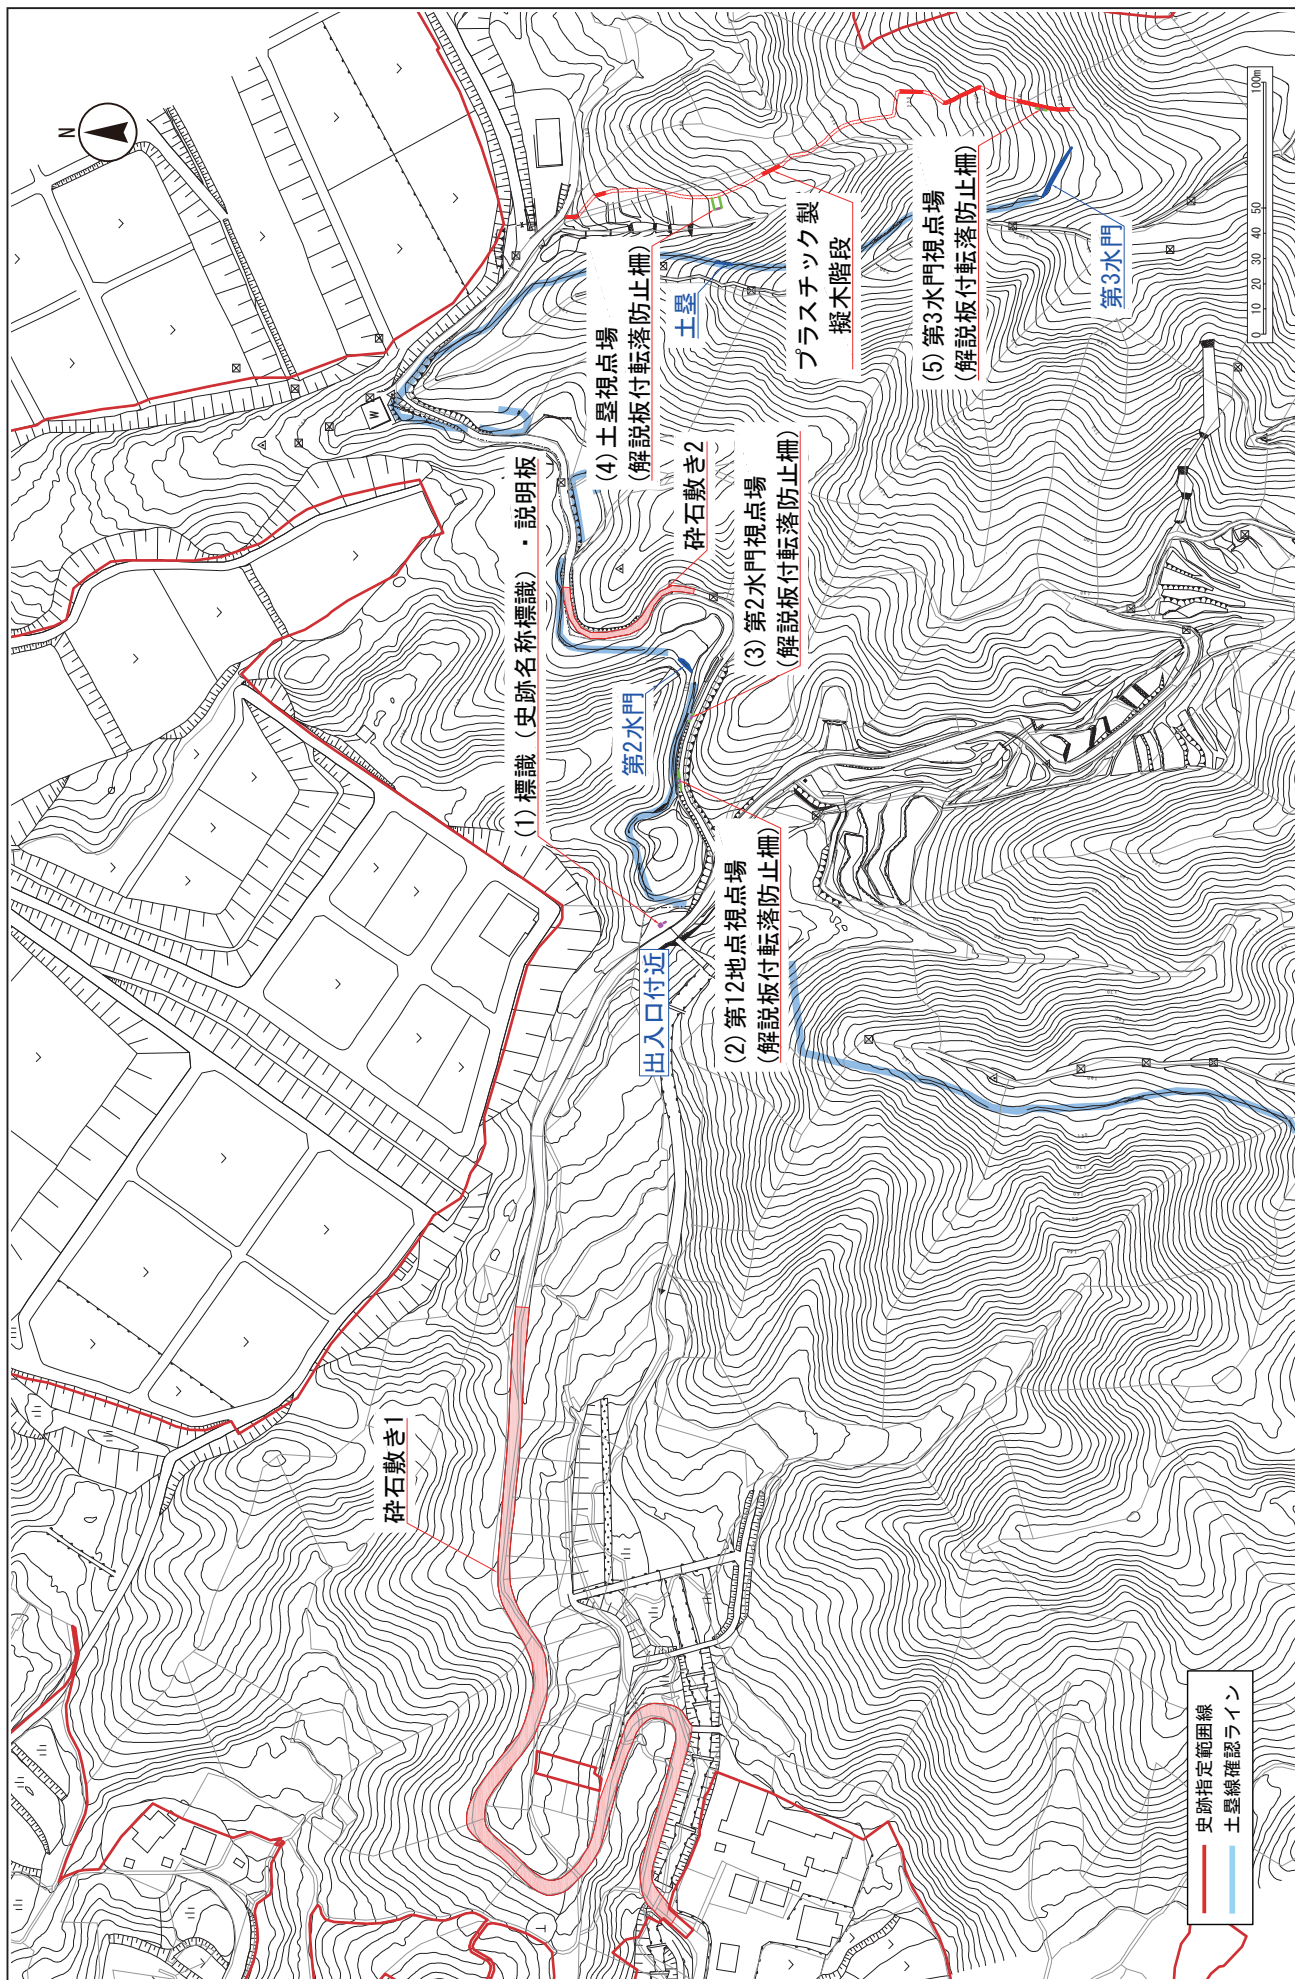 N
W
(1) 標識（史跡名称標識）・説明板
出入口付近
(2) 第12地点視点場
(解説板付転落防止柵)
第2水門
(3) 第2水門視点場
(解説板付転落防止柵)
砕石敷き2
(4) 土塁視点場
(解説板付転落防止柵)
土塁
プラスチック製
擬木階段
(5) 第3水門視点場
(解説板付転落防止柵)
第3水門
砕石敷き1
史跡指定範囲線
土塁線確認ライン
0 10 20 30 40 50 100m